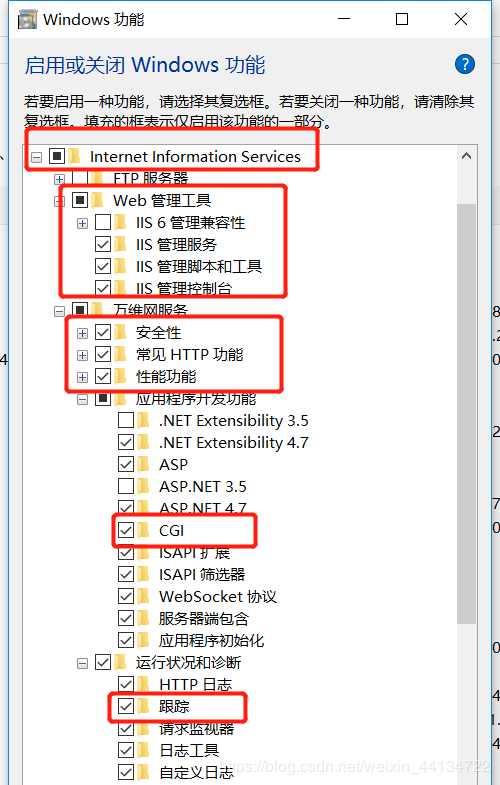 Windows 功能
启用或关闭 Windows 功能
若要启用一种功能，请选择其复选框。若要关闭一种功能，请清除其
复选框。填充的框表示仅启用该功能的一部分。
Internet Information Services
FTP 服务器
Web 管理工具
IIS 6 管理兼容性
IIS 管理服务
IIS 管理脚本和工具
IIS 管理控制台
万维网服务
安全性
常见 HTTP 功能
性能功能
应用程序开发功能
.NET Extensibility 3.5
.NET Extensibility 4.7
ASP
ASP.NET 3.5
ASP.NET 4.7
CGI
ISAPI 扩展
ISAPI 筛选器
WebSocket 协议
服务器端包含
应用程序初始化
运行状况和诊断
HTTP 日志
跟踪
请求监视器
日志工具
自定义日志
https://blog.csdn.net/weixin_44134722